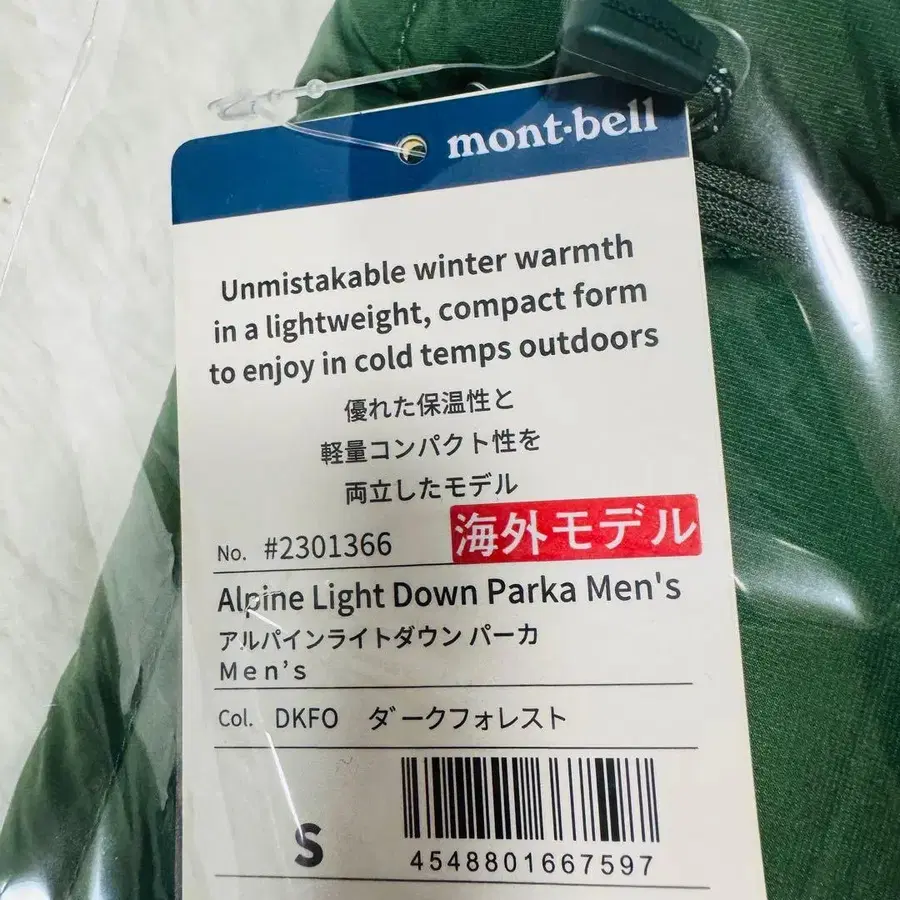 mont-bell
mont·bell
Unmistakable winter warmth
in a lightweight, compact form
to enjoy in cold temps outdoors
優れた保温性と
軽量コンパクト性を
両立したモデル
No. #2301366
海外モデル
Alpine Light Down Parka Men's
アルパインライトダウン パーカ
Men's
Col. DKFO ダークフォレスト
S
4548801667597